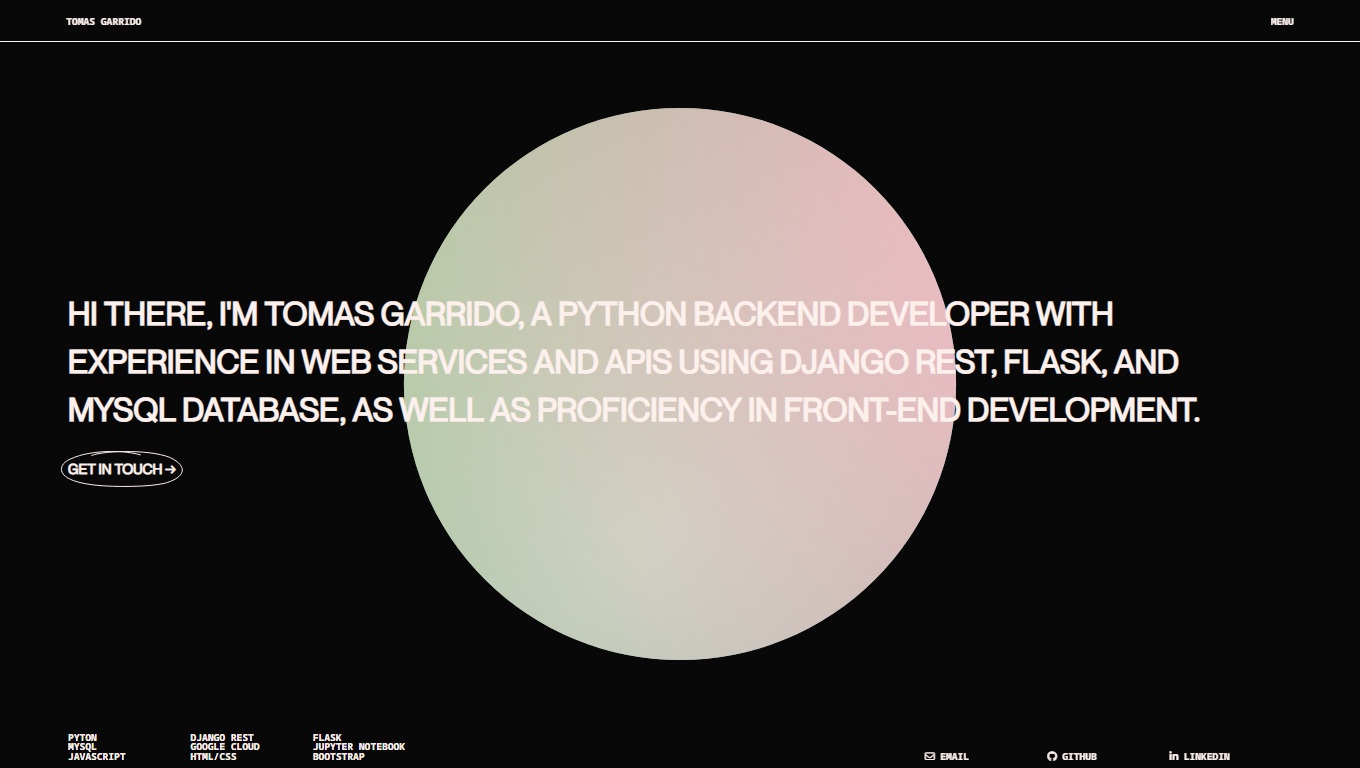 TOMAS GARRIDO
MENU
HI THERE, I'M TOMAS GARRIDO, A PYTHON BACKEND DEVELOPER WITH
EXPERIENCE IN WEB SERVICES AND APIS USING DJANGO REST, FLASK, AND
MYSQL DATABASE, AS WELL AS PROFICIENCY IN FRONT-END DEVELOPMENT.
GET IN TOUCH →
PYTON
MYSQL
JAVASCRIPT
DJANGO REST
GOOGLE CLOUD
HTML/CSS
FLASK
JUPYTER NOTEBOOK
BOOTSTRAP
EMAIL
GITHUB
LINKEDIN